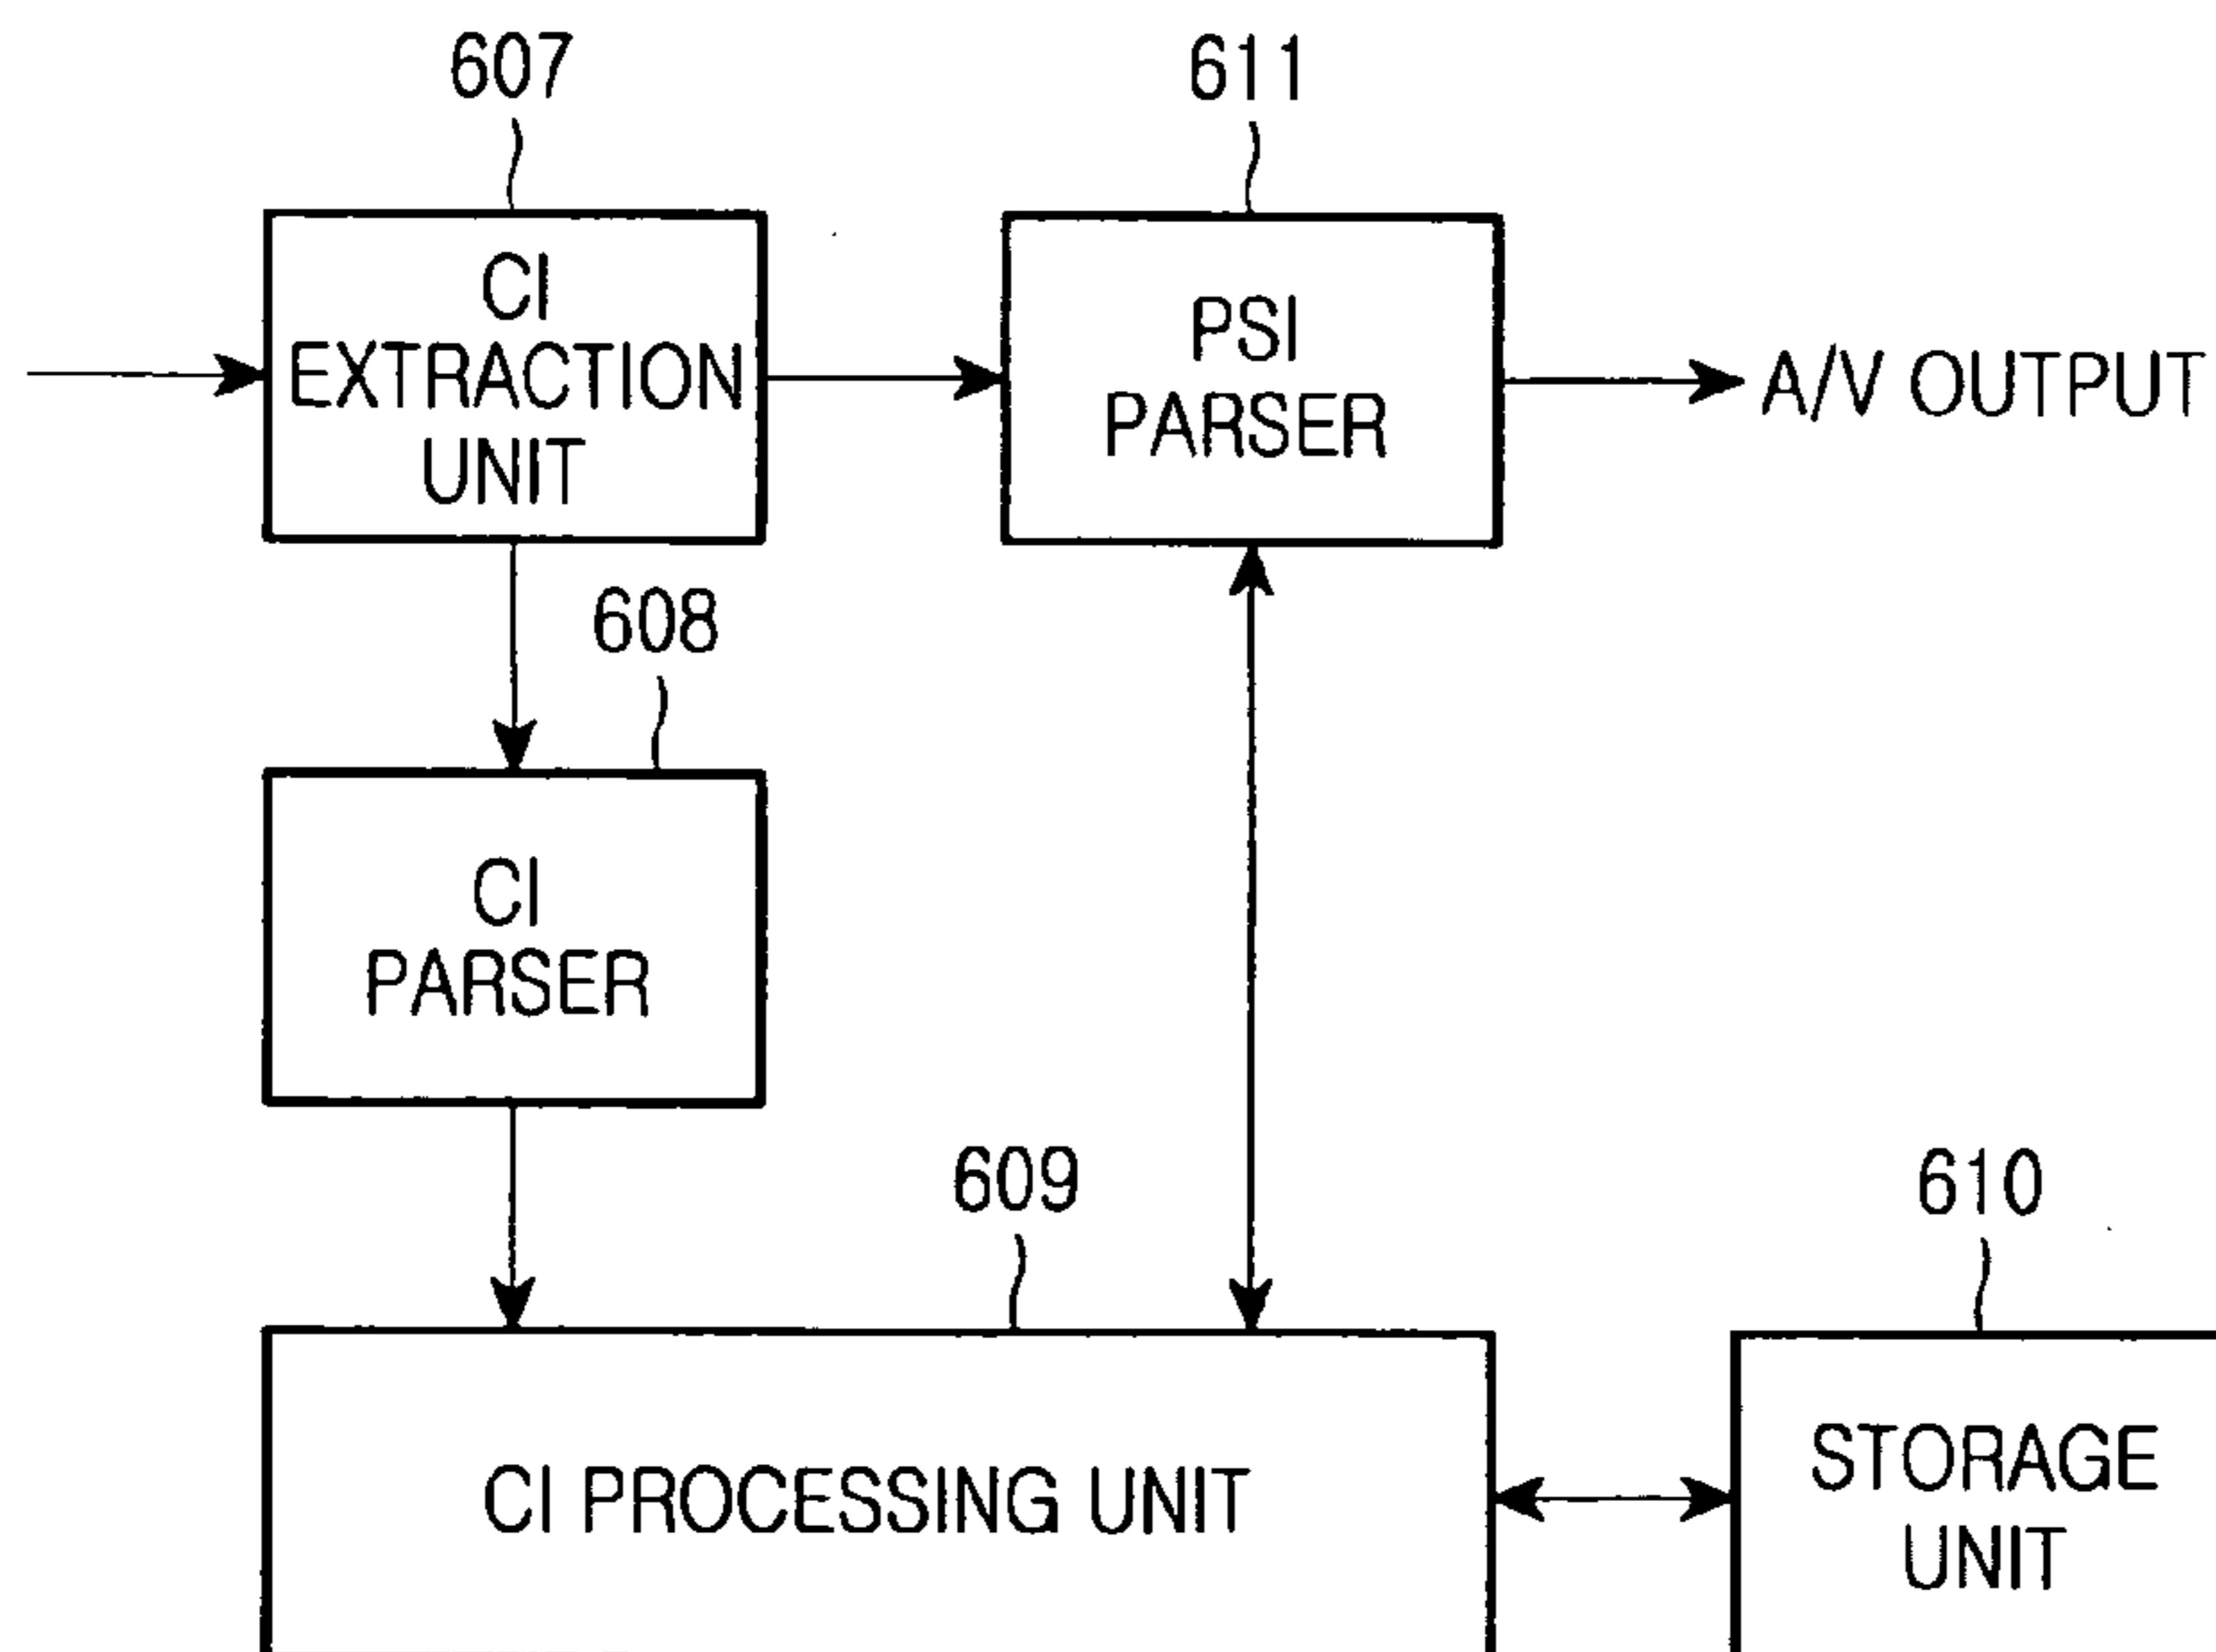 607
611
CI
EXTRACTION
UNIT
PSI
PARSER
A/V OUTPUT
608
CI
PARSER
609
610
CI PROCESSING UNIT
STORAGE
UNIT